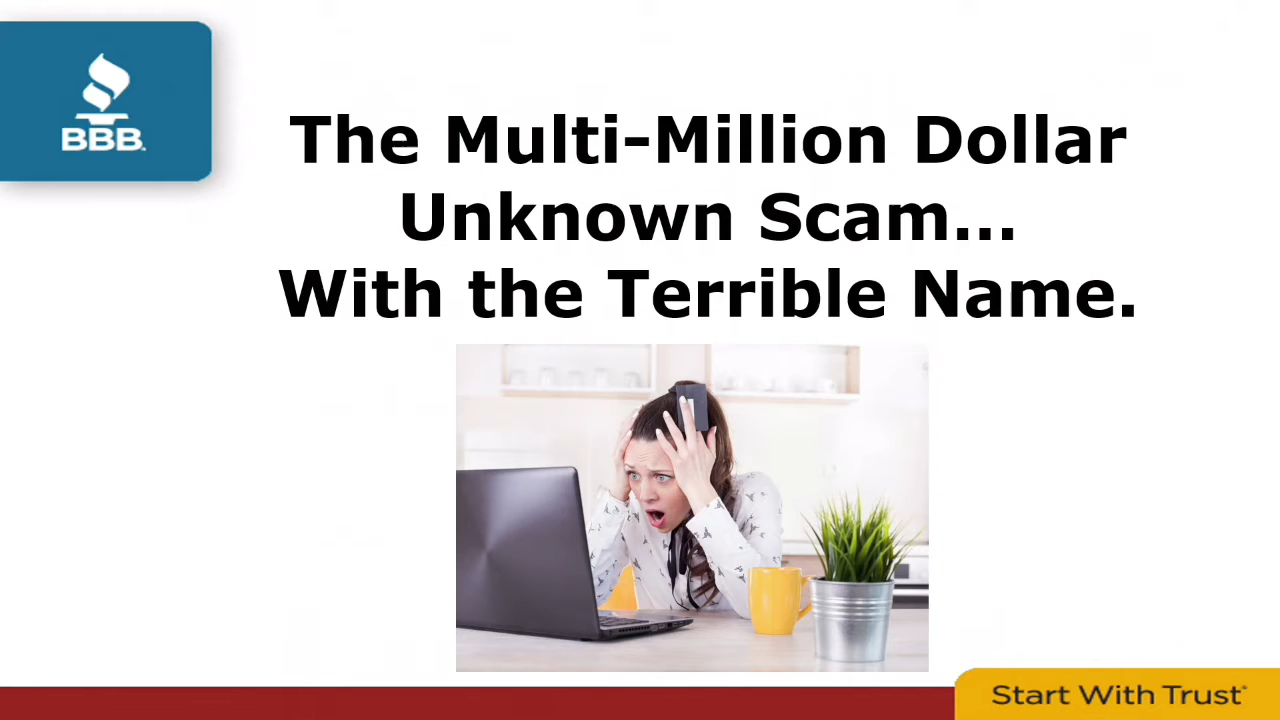 BBB.
The Multi-Million Dollar
Unknown Scam...
With the Terrible Name.
Start With Trust®